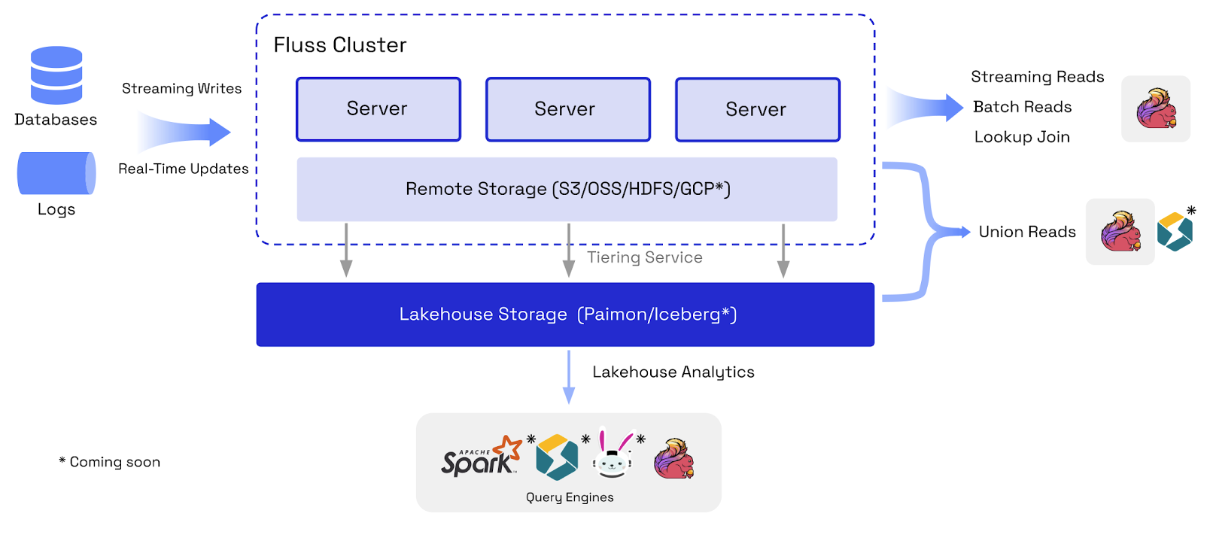 Fluss Cluster
Databases
Logs
Streaming Writes
Real-Time Updates
Server
Server
Server
Remote Storage (S3/OSS/HDFS/GCP*)
Tiering Service
Lakehouse Storage (Paimon/Iceberg*)
Lakehouse Analytics
Streaming Reads
Batch Reads
Lookup Join
Union Reads
*
APACHE
Spark™
*
*
*
Query Engines
* Coming soon